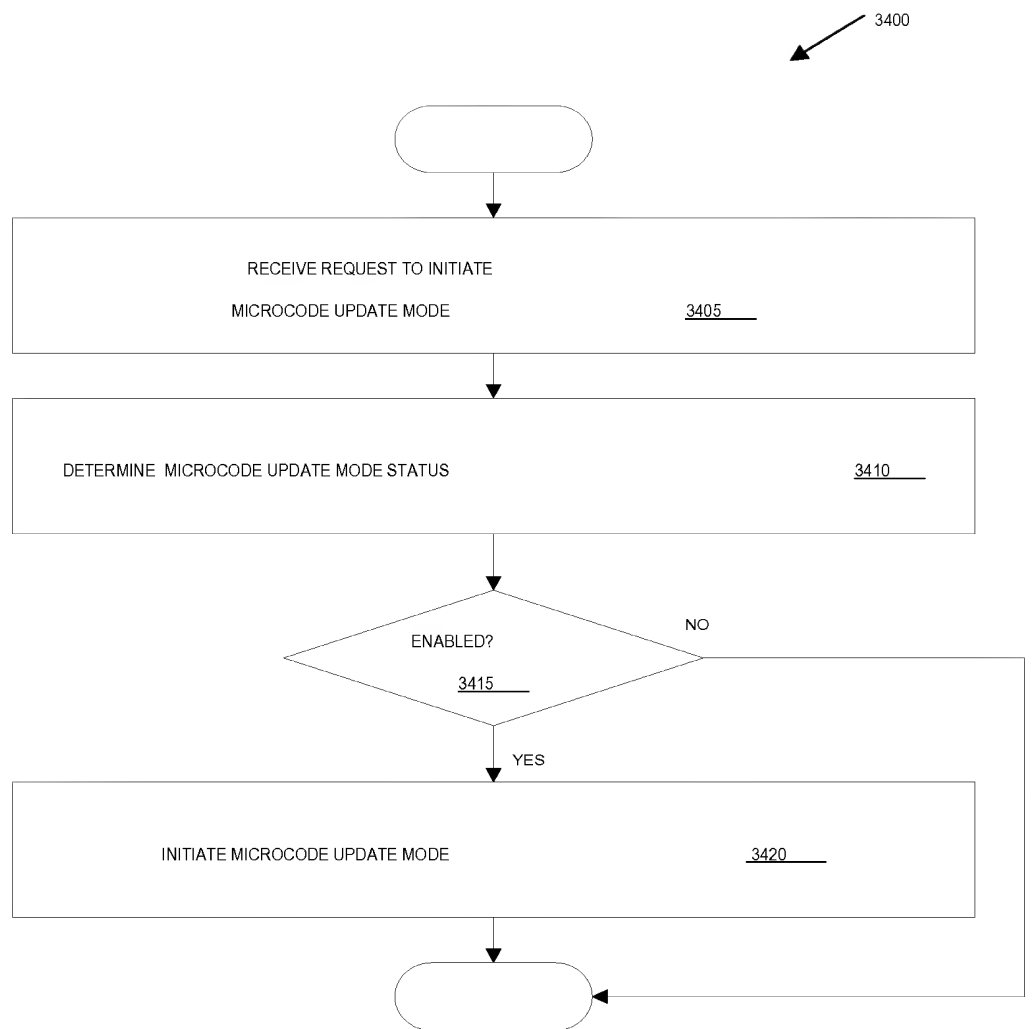 3400
RECEIVE REQUEST TO INITIATE
MICROCODE UPDATE MODE 3405
DETERMINE MICROCODE UPDATE MODE STATUS 3410
ENABLED?
NO
3415
YES
INITIATE MICROCODE UPDATE MODE 3420